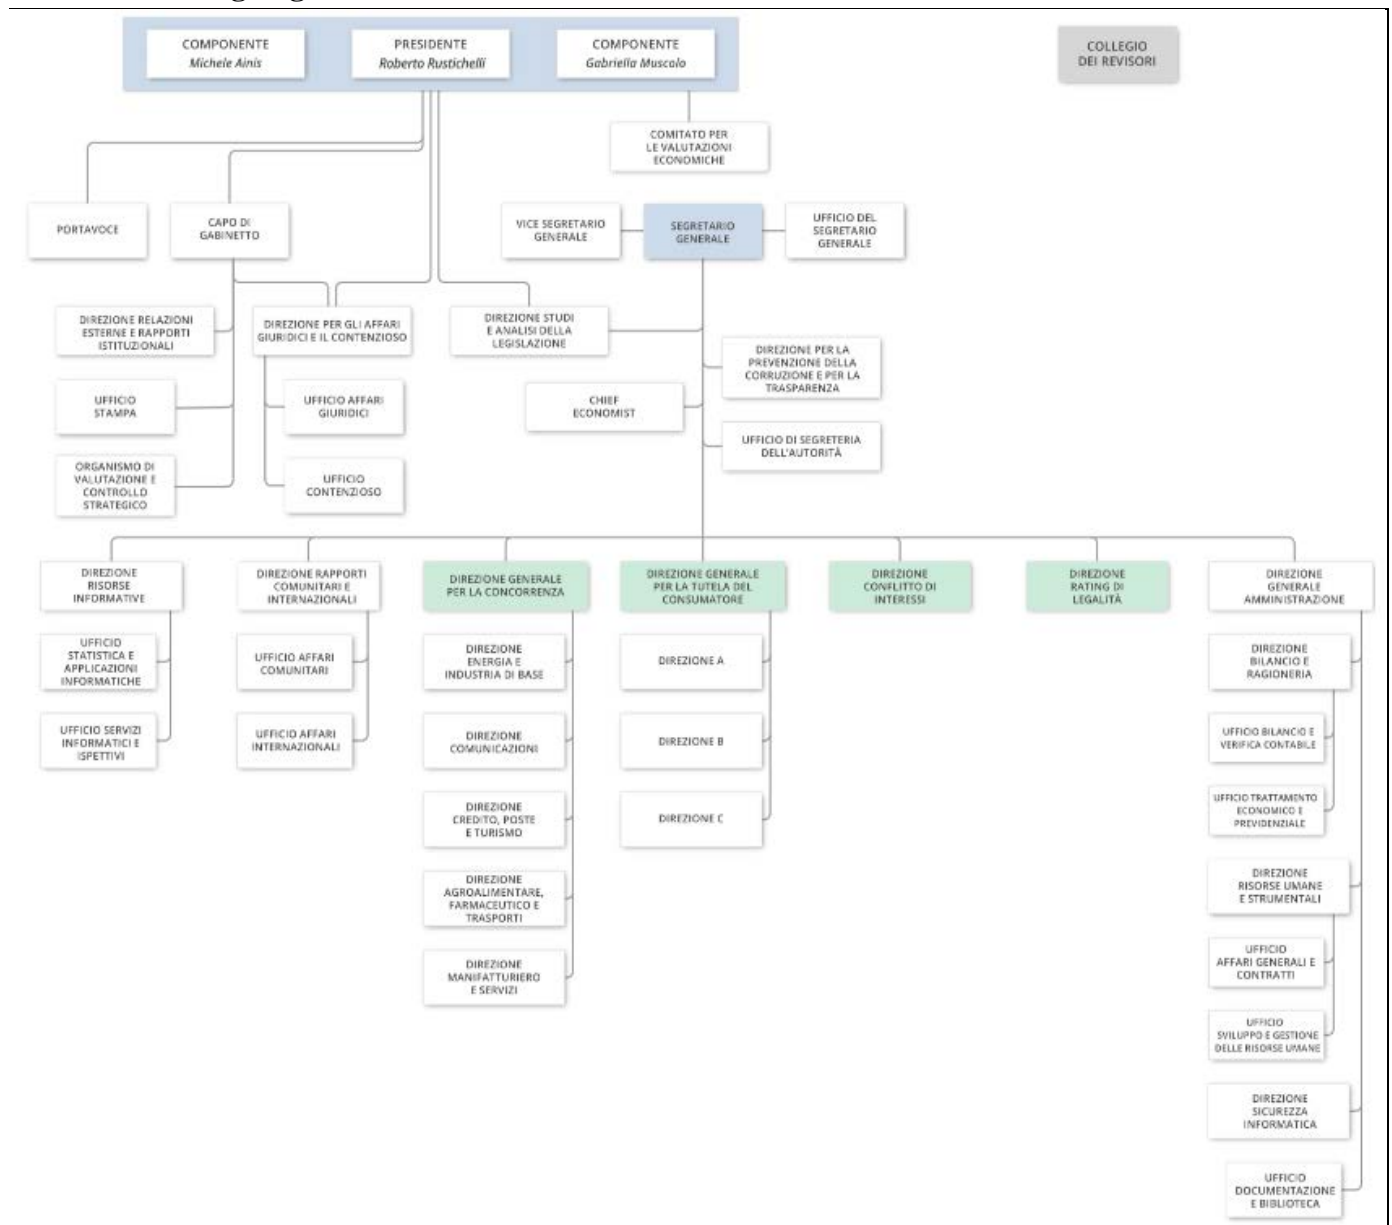 COMPONENTE
Michele Ainis
PRESIDENTE
Roberto Rustichelli
COMPONENTE
Gabriella Muscolo
COLLEGIO
DEI REVISORI
COMITATO PER
LE VALUTAZIONI
ECONOMICHE
PORTAVOCE
CAPO DI
GABINETTO
VICE SEGRETARIO
GENERALE
SEGRETARIO
GENERALE
UFFICIO DEL
SEGRETARIO
GENERALE
DIREZIONE RELAZIONI
ESTERNE E RAPPORTI
ISTITUZIONALI
DIREZIONE PER GLI AFFARI
GIURIDICI E IL CONTENZIOSO
DIREZIONE STUDI
E ANALISI DELLA
LEGISLAZIONE
DIREZIONE PER LA
PREVENZIONE DELLA
CORRUZIONE E PER LA
TRASPARENZA
UFFICIO
STAMPA
UFFICIO AFFARI
GIURIDICI
CHIEF
ECONOMIST
UFFICIO DI SEGRETERIA
DELL'AUTORITÀ
ORGANISMO DI
VALUTAZIONE E
CONTROLLO
STRATEGICO
UFFICIO
CONTENZIOSO
DIREZIONE
RISORSE
INFORMATIVE
DIREZIONE RAPPORTI
COMUNITARI E
INTERNAZIONALI
DIREZIONE GENERALE
PER LA CONCORRENZA
DIREZIONE GENERALE
PER LA TUTELA DEL
CONSUMATORE
DIREZIONE
CONFLITTO DI
INTERESSI
DIREZIONE
RATING DI
LEGALITÀ
DIREZIONE
GENERALE
AMMINISTRAZIONE
UFFICIO
STATISTICA E
APPLICAZIONI
INFORMATICHE
UFFICIO AFFARI
COMUNITARI
DIREZIONE
ENERGIA E
INDUSTRIA DI BASE
DIREZIONE A
DIREZIONE
BILANCIO E
RAGIONERIA
UFFICIO SERVIZI
INFORMATICI E
ISPETTIVI
UFFICIO AFFARI
INTERNAZIONALI
DIREZIONE
COMUNICAZIONI
DIREZIONE B
UFFICIO BILANCIO E
VERIFICA CONTABILE
DIREZIONE
CREDITO, POSTE
E TURISMO
DIREZIONE C
UFFICIO TRATTAMENTO
ECONOMICO E
PREVIDENZIALE
DIREZIONE
AGROALIMENTARE,
FARMACEUTICO E
TRASPORTI
DIREZIONE
RISORSE UMANE
E STRUMENTALI
DIREZIONE
MANIFATTURIERO
E SERVIZI
UFFICIO
AFFARI GENERALI E
CONTRATTI
UFFICIO
SVILUPPO E GESTIONE
DELLE RISORSE UMANE
DIREZIONE
SICUREZZA
INFORMATICA
UFFICIO
DOCUMENTAZIONE
E BIBLIOTECA